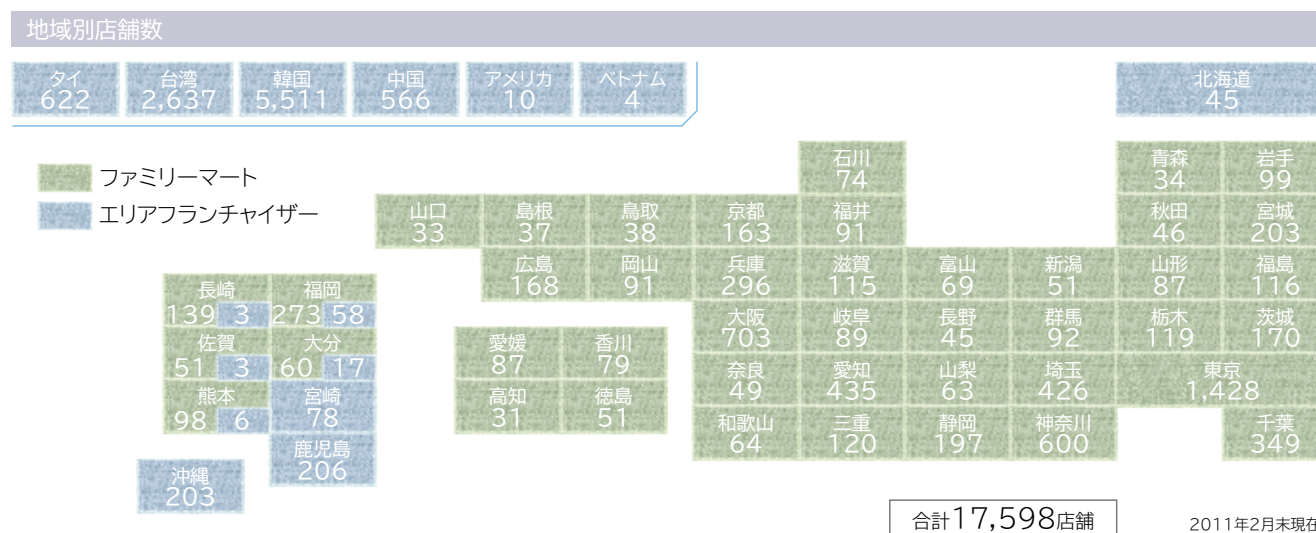 地域別店舗数
タイ 台湾 韓国 中国 アメリカ ベトナム 北海道
622 2,637 5,511 566 10 4 45
石川 青森 岩手
74 34 99
ファミリーマート
エリアフランチャイザー
山口 島根 鳥取 京都 福井 秋田 宮城
33 37 38 163 91 46 203
広島 岡山 兵庫 滋賀 富山 新潟 山形 福島
168 91 296 115 69 51 87 116
長崎 福岡
139 3 273 58
大阪 岐阜 長野 群馬 栃木 茨城
703 89 45 92 119 170
佐賀 大分 愛媛 香川
51 3 60 17 87 79
奈良 愛知 山梨 埼玉 東京
49 435 63 426 1,428
熊本 宮崎 高知 徳島
98 6 78 31 51
和歌山 三重 静岡 神奈川 千葉
64 120 197 600 349
鹿児島
206
沖縄
203
合計17,598店舗
2011年2月末現在